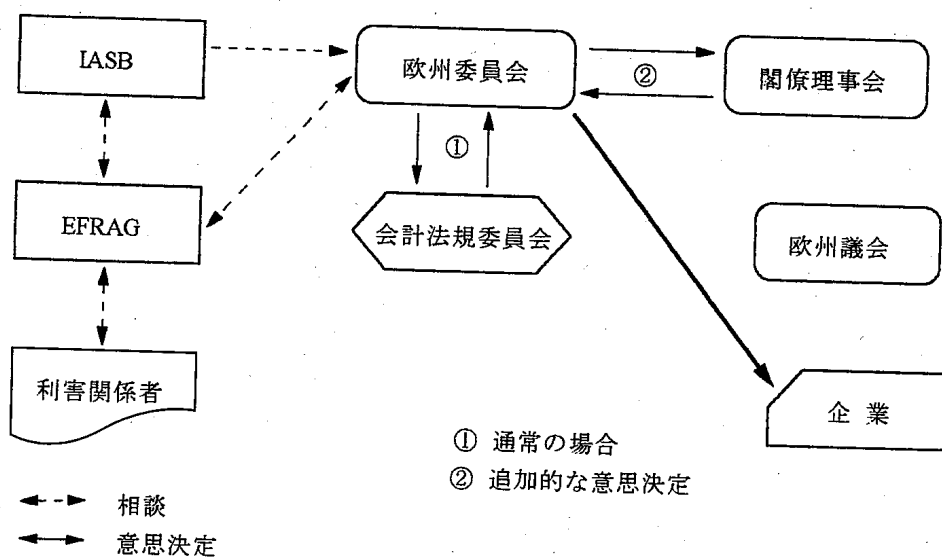 IASB
欧州委員会
閣僚理事会
②
①
EFRAG
会計法規委員会
欧州議会
利害関係者
企業
① 通常の場合
② 追加的な意思決定
相談
意思決定